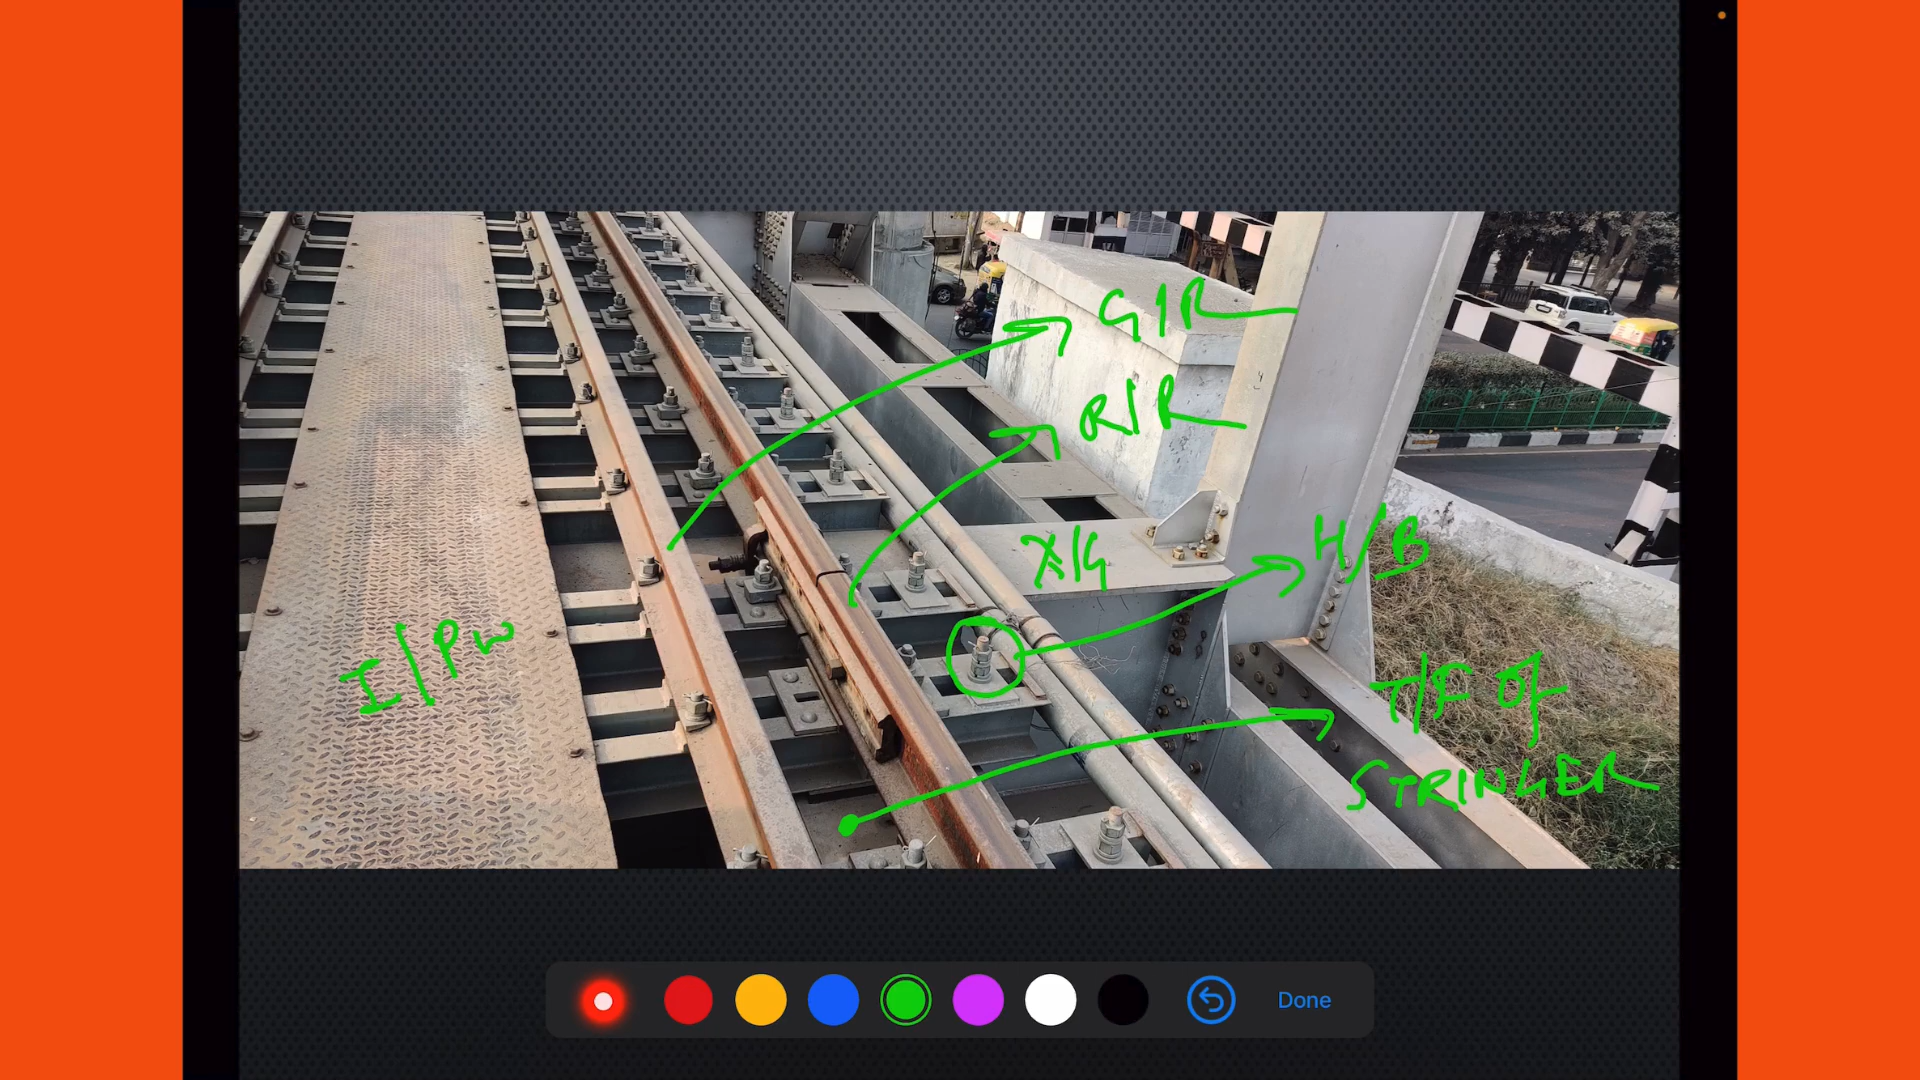 G/R
R/R
X/G
H/B
I/PW
T/F Of
STRINGER
Done